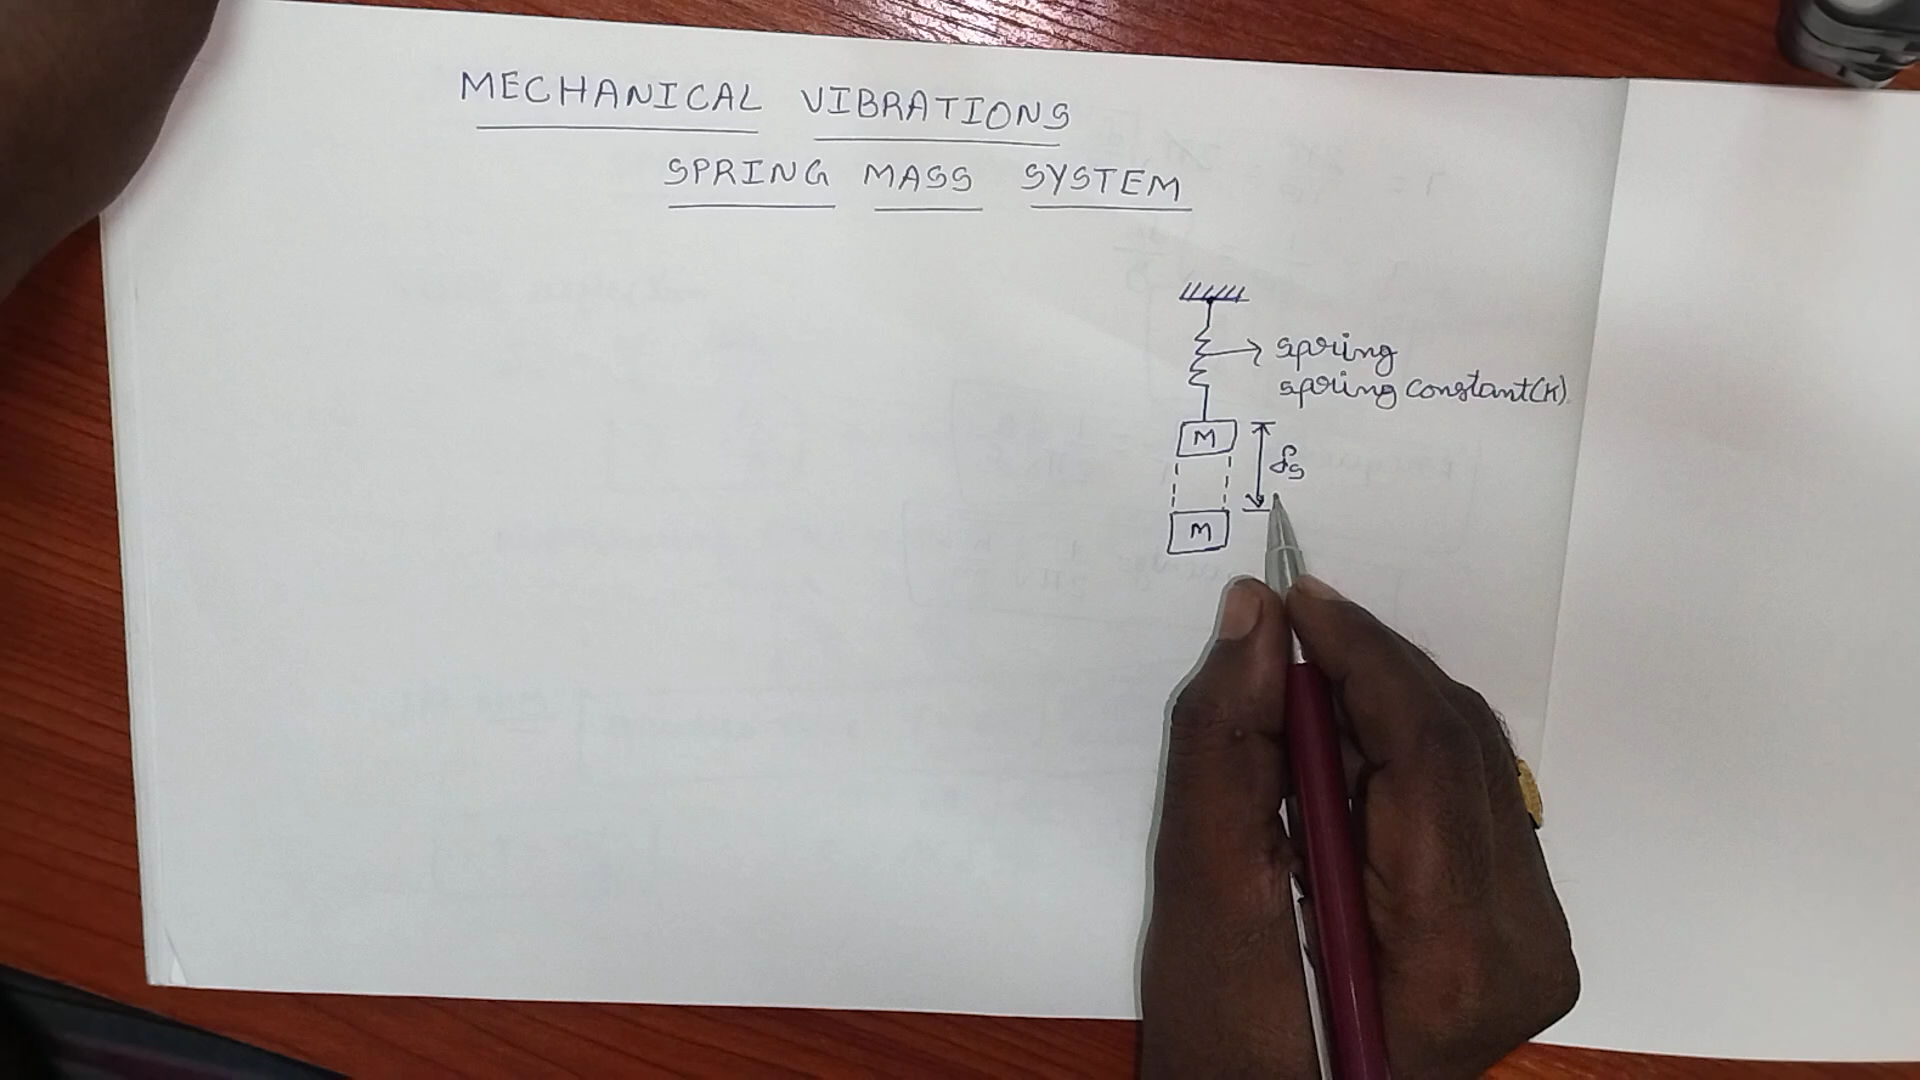 MECHANICAL VIBRATIONS
SPRING MASS SYSTEM
spring
spring constant(K)
M
δs
M